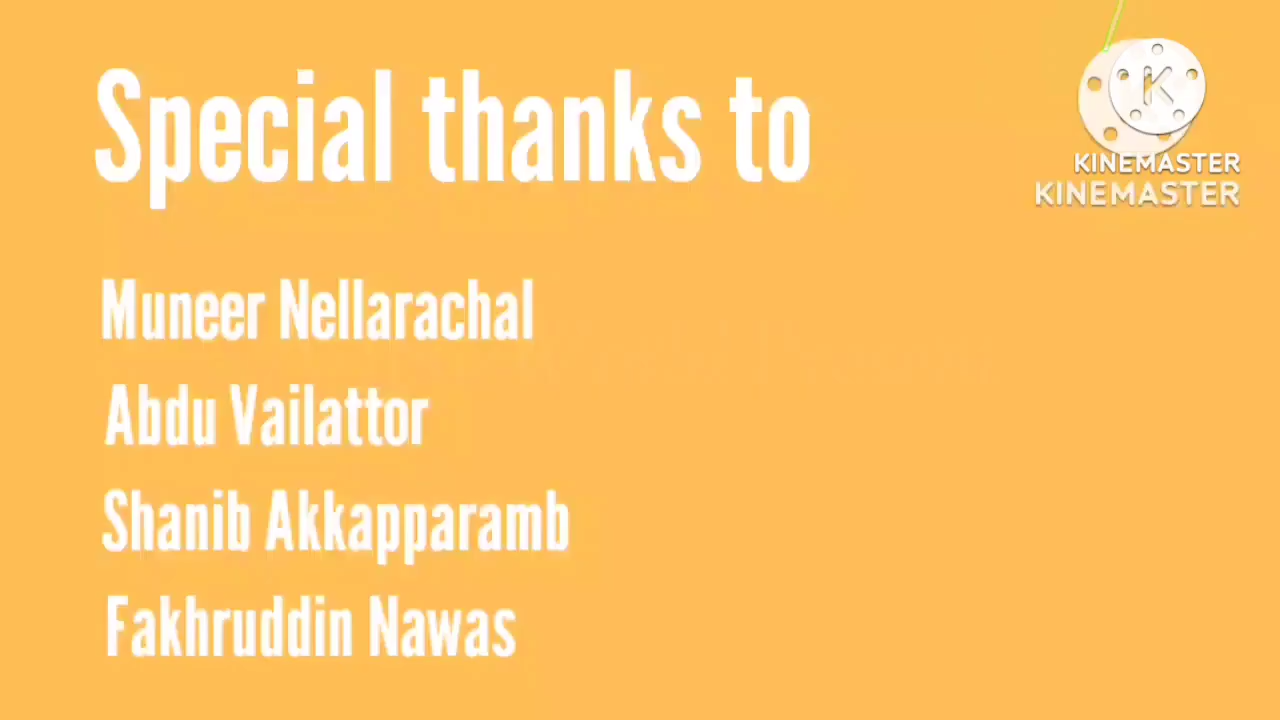 Special thanks to
KINEMASTER
KINEMASTER
Muneer Nellarachal
Abdu Vailattor
Shanib Akkapparamb
Fakhruddin Nawas